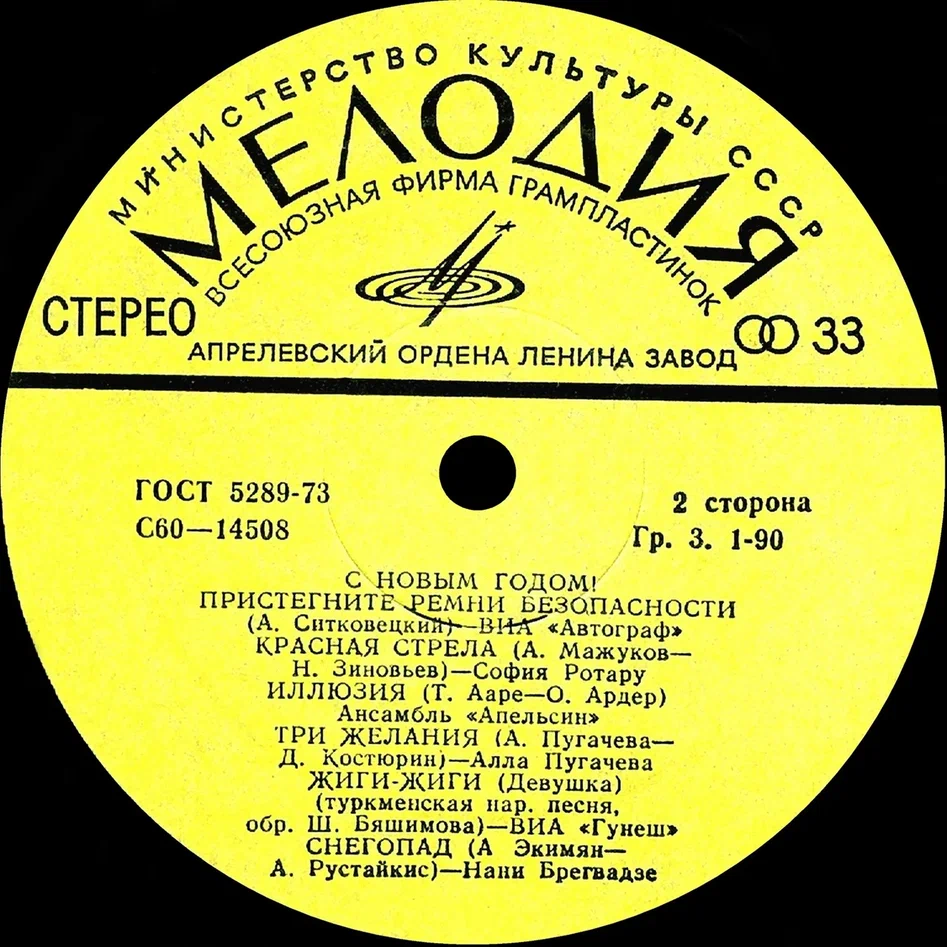 МИНИСТЕРСТВО КУЛЬТУРЫ СССР
МЕЛОДИЯ
ВСЕСОЮЗНАЯ ФИРМА ГРАМПЛАСТИНОК
СТЕРЕО
33
АПРЕЛЕВСКИЙ ОРДЕНА ЛЕНИНА ЗАВОД
ГОСТ 5289-73
С60—14508
2 сторона
Гр. 3. 1-90
С НОВЫМ ГОДОМ!
ПРИСТЕГНИТЕ РЕМНИ БЕЗОПАСНОСТИ
(А. Ситковецкий)—ВИА «Автограф»
КРАСНАЯ СТРЕЛА (А. Мажуков—
Н. Зиновьев)—София Ротару
ИЛЛЮЗИЯ (Т. Ааре—О. Ардер)
Ансамбль «Апельсин»
ТРИ ЖЕЛАНИЯ (А. Пугачева—
Д. Костюрин)—Алла Пугачева
ЖИГИ-ЖИГИ (Девушка)
(туркменская нар. песня,
обр. Ш. Бяшимова)—ВИА «Гунеш»
СНЕГОПАД (А Экимян—
А. Рустайкис)—Нани Брегвадзе